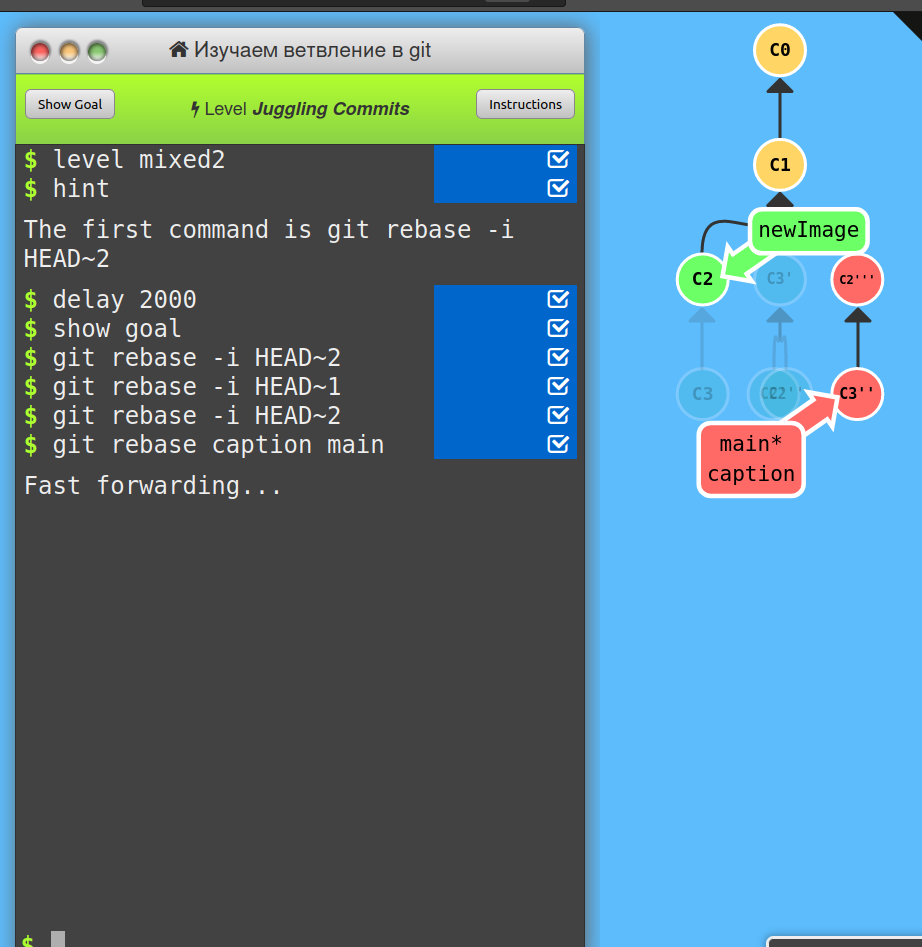 Изучаем ветвление в git
Show Goal
Level Juggling Commits
Instructions
$ level mixed2
$ hint
The first command is git rebase -i
HEAD~2
$ delay 2000
$ show goal
$ git rebase -i HEAD~2
$ git rebase -i HEAD~1
$ git rebase -i HEAD~2
$ git rebase caption main
Fast forwarding...
$
C0
C1
newImage
C2
C3'
C2'''
C3
C3''
main*
caption